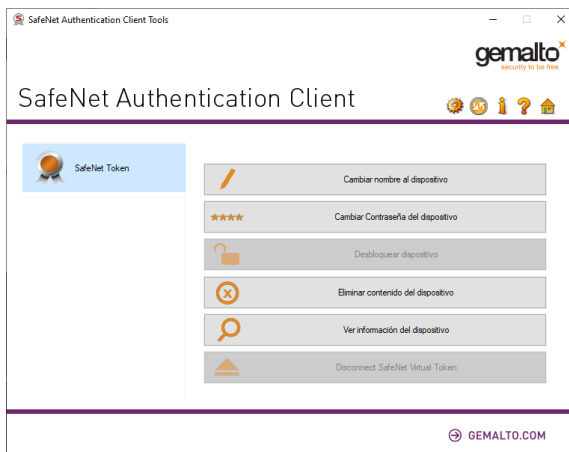 SafeNet Authentication Client Tools
gemalto
security to be free
SafeNet Authentication Client
SafeNet Token
Cambiar nombre al dispositivo
****
Cambiar Contraseña del dispositivo
Desbloquear dispositivo
Eliminar contenido del dispositivo
Ver información del dispositivo
Disconnect SafeNet Virtual Token
GEMALTO.COM